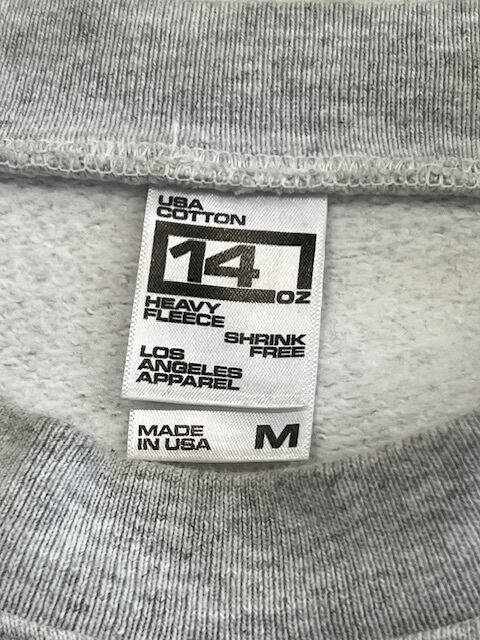 USA
COTTON
14
OZ
HEAVY
FLEECE
SHRINK
FREE
LOS
ANGELES
APPAREL
MADE
IN USA
M